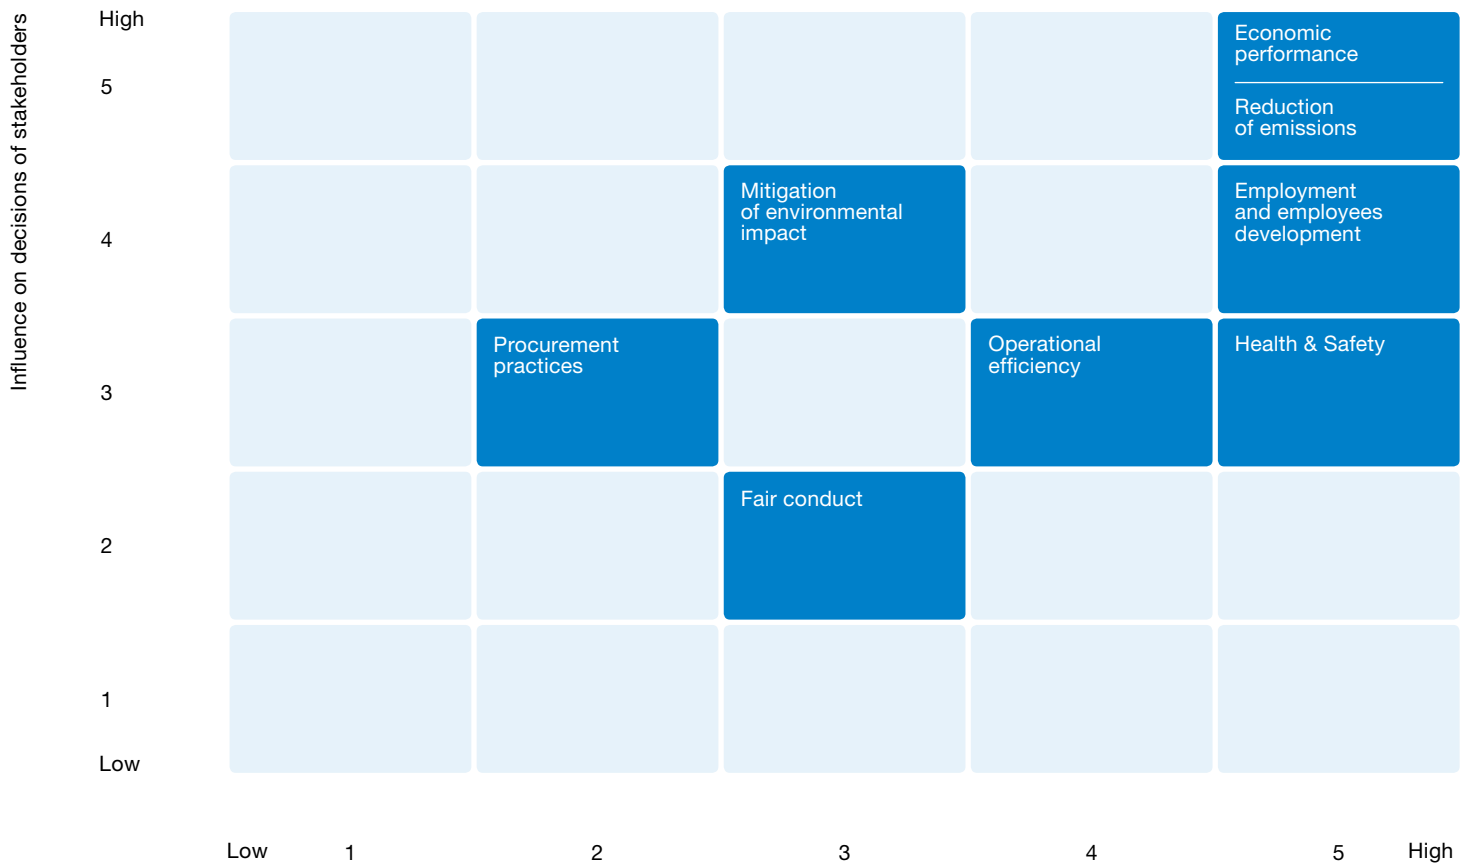 Influence on decisions of stakeholders
High
5
4
3
2
1
Low
Economic
performance
Reduction
of emissions
Mitigation
of environmental
impact
Employment
and employees
development
Procurement
practices
Operational
efficiency
Health & Safety
Fair conduct
Low 1 2 3 4 5 High